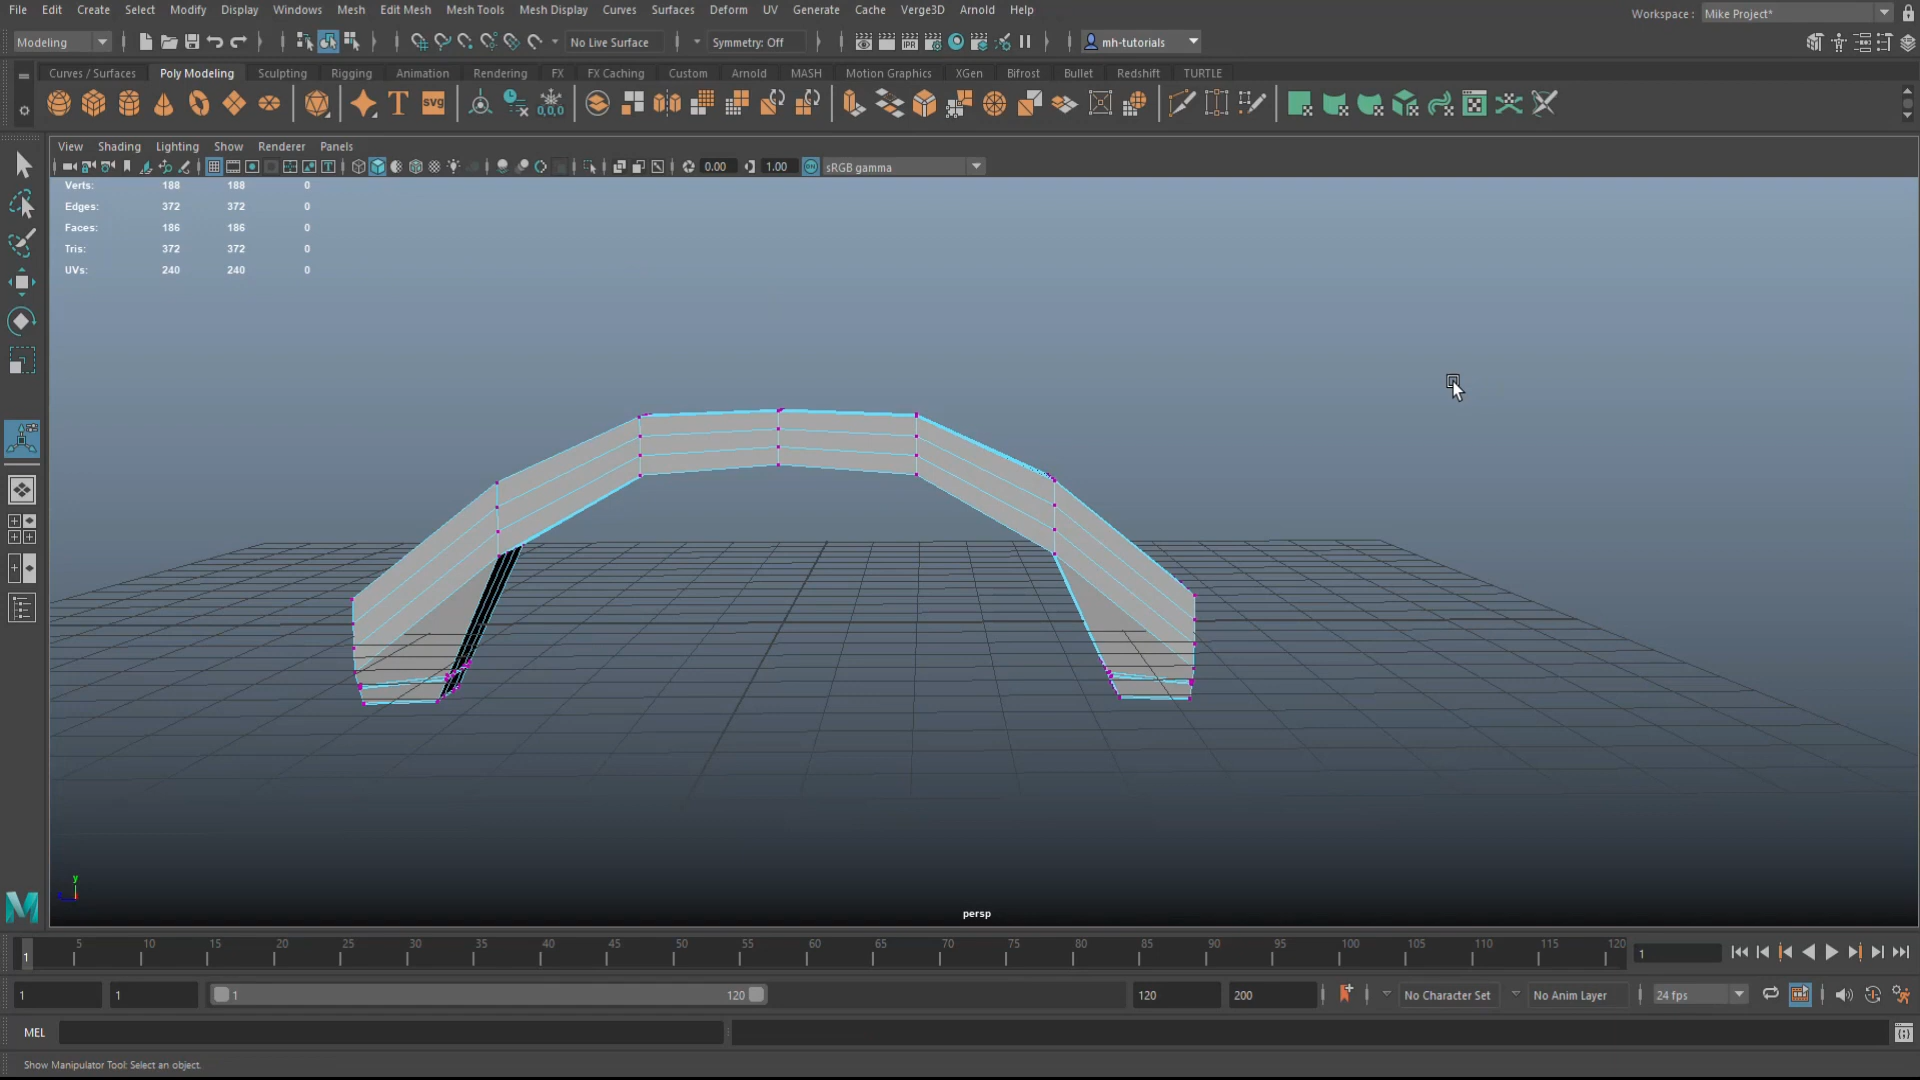 File Edit Create Select Modify Display Windows Mesh Edit Mesh Mesh Tools Mesh Display Curves Surfaces Deform UV Generate Cache Verge3D Arnold Help
Workspace : Mike Project*
Modeling
No Live Surface
Symmetry: Off
mh-tutorials
Curves / Surfaces Poly Modeling Sculpting Rigging Animation Rendering FX FX Caching Custom Arnold MASH Motion Graphics XGen Bifrost Bullet Redshift TURTLE
SVG
0,0,0
View Shading Lighting Show Renderer Panels
IPR
0.00
1.00
sRGB gamma
Verts: 188 188 0
Edges: 372 372 0
Faces: 186 186 0
Tris: 372 372 0
UVs: 240 240 0
y
persp
1
5 10 15 20 25 30 35 40 45 50 55 60 65 70 75 80 85 90 95 100 105 110 115 120
1
1
1
1
120
120
200
No Character Set
No Anim Layer
24 fps
MEL
Show Manipulator Tool: Select an object.